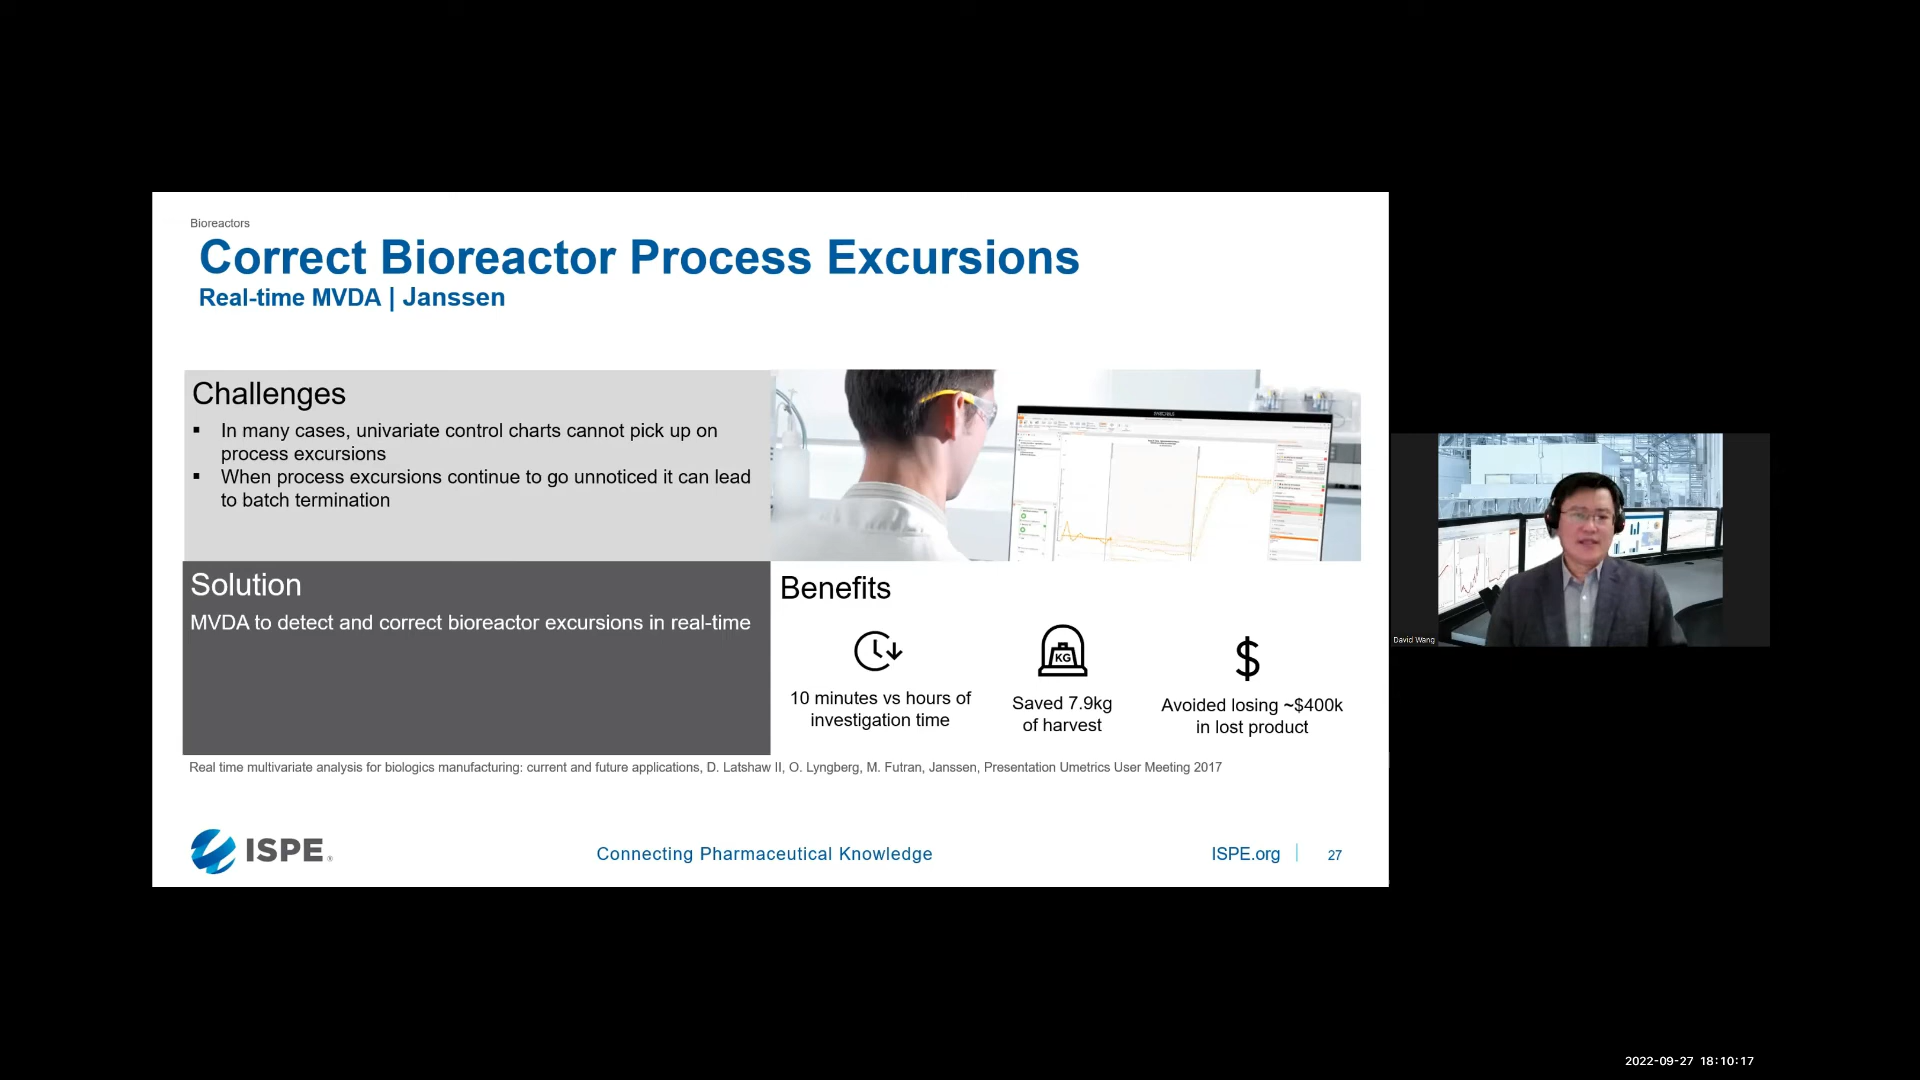 Bioreactors
Correct Bioreactor Process Excursions
Real-time MVDA | Janssen
Challenges
▪ In many cases, univariate control charts cannot pick up on
process excursions
▪ When process excursions continue to go unnoticed it can lead
to batch termination
Solution
MVDA to detect and correct bioreactor excursions in real-time
Benefits
10 minutes vs hours of
investigation time
KG
Saved 7.9kg
of harvest
$
Avoided losing ~$400k
in lost product
Real time multivariate analysis for biologics manufacturing: current and future applications, D. Latshaw II, O. Lyngberg, M. Futran, Janssen, Presentation Umetrics User Meeting 2017
ISPE®
Connecting Pharmaceutical Knowledge
ISPE.org | 27
David Wang
2022-09-27 18:10:17